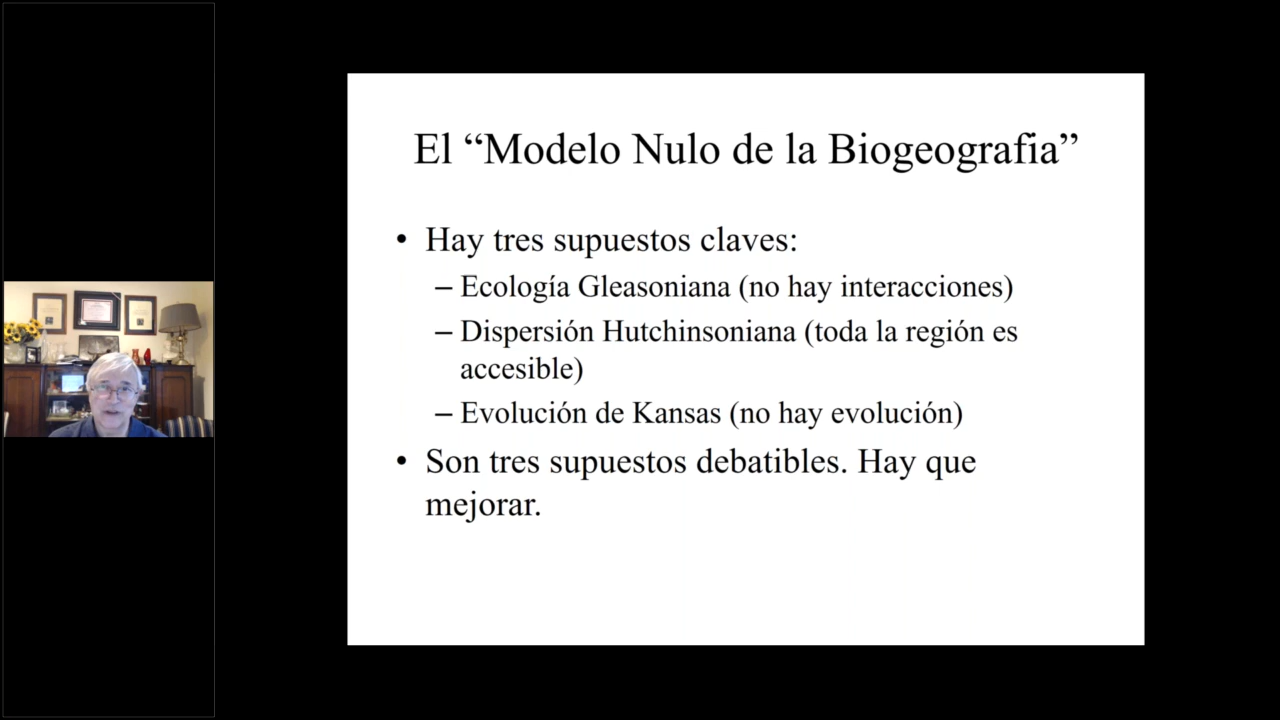 El “Modelo Nulo de la Biogeografia”
• Hay tres supuestos claves:
– Ecología Gleasoniana (no hay interacciones)
– Dispersión Hutchinsoniana (toda la región es
accesible)
– Evolución de Kansas (no hay evolución)
• Son tres supuestos debatibles. Hay que
mejorar.